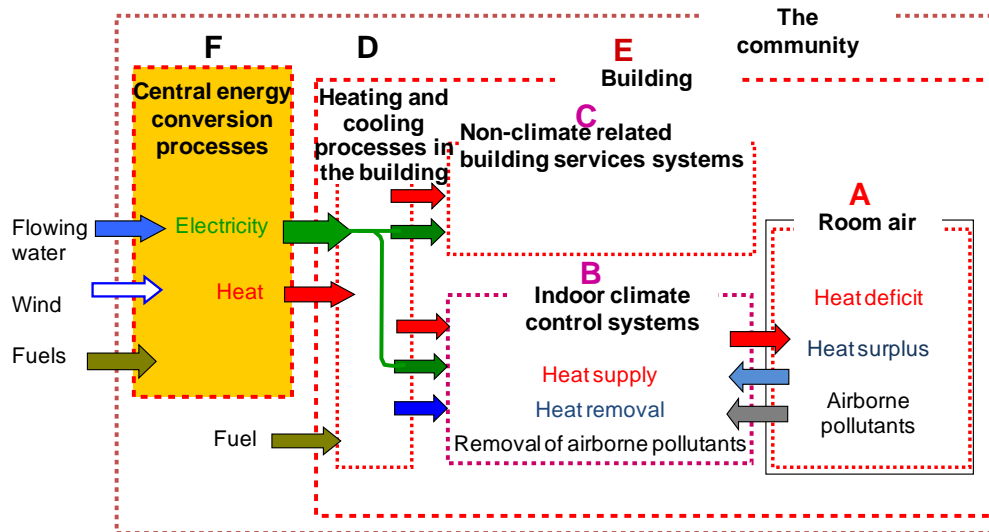 The
community
F
D
E
Building
Central energy
conversion
processes
Heating and
cooling
processes in
the building
C
Non-climate related
building services systems
A
Room air
Flowing
water
Electricity
Wind
Heat
Fuels
Fuel
B
Indoor climate
control systems
Heat supply
Heat removal
Removal of airborne pollutants
Heat deficit
Heat surplus
Airborne
pollutants